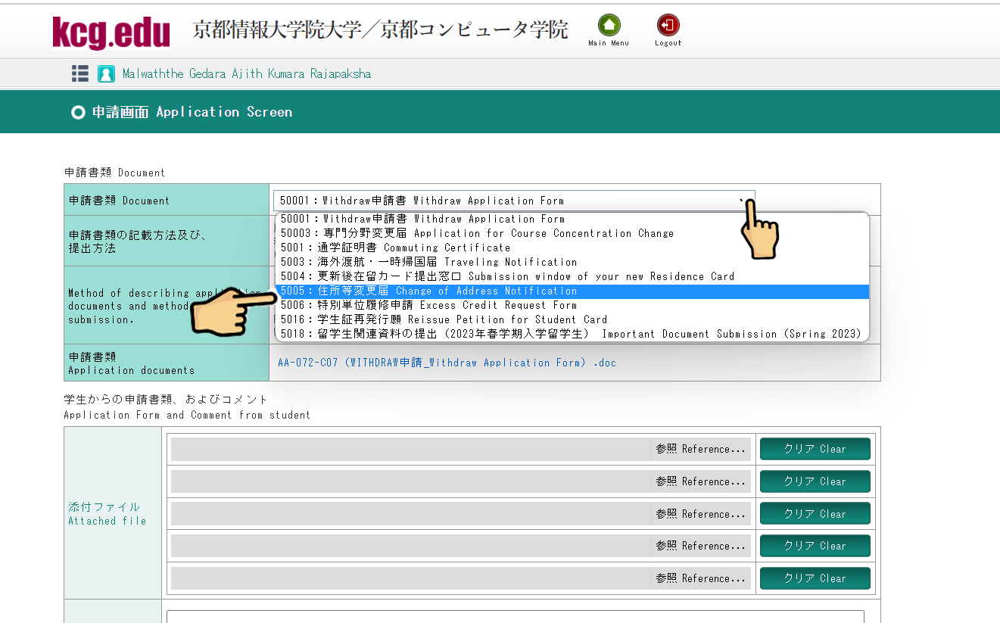 kcg.edu 京都情報大学院大学／京都コンピュータ学院
Main Menu
Logout
Malwaththe Gedara Ajith Kumara Rajapaksha
申請画面 Application Screen
申請書類 Document
申請書類 Document
50001：Withdraw申請書 Withdraw Application Form
50001：Withdraw申請書 Withdraw Application Form
50003：専門分野変更届 Application for Course Concentration Change
5001：通学証明書 Commuting Certificate
5003：海外渡航・一時帰国届 Traveling Notification
5004：更新後在留カード提出窓口 Submission window of your new Residence Card
5005：住所等変更届 Change of Address Notification
5006：特別単位履修申請 Excess Credit Request Form
5016：学生証再発行願 Reissue Petition for Student Card
5018：留学生関連資料の提出（2023年春学期入学留学生） Important Document Submission (Spring 2023)
申請書類の記載方法及び、
提出方法
Method of describing application
documents and method
submission.
申請書類
Application documents
AA-072-C07（WITHDRAW申請_Withdraw Application Form）.doc
学生からの申請書類、およびコメント
Application Form and Comment from student
添付ファイル
Attached file
参照 Reference...
クリア Clear
参照 Reference...
クリア Clear
参照 Reference...
クリア Clear
参照 Reference...
クリア Clear
参照 Reference...
クリア Clear